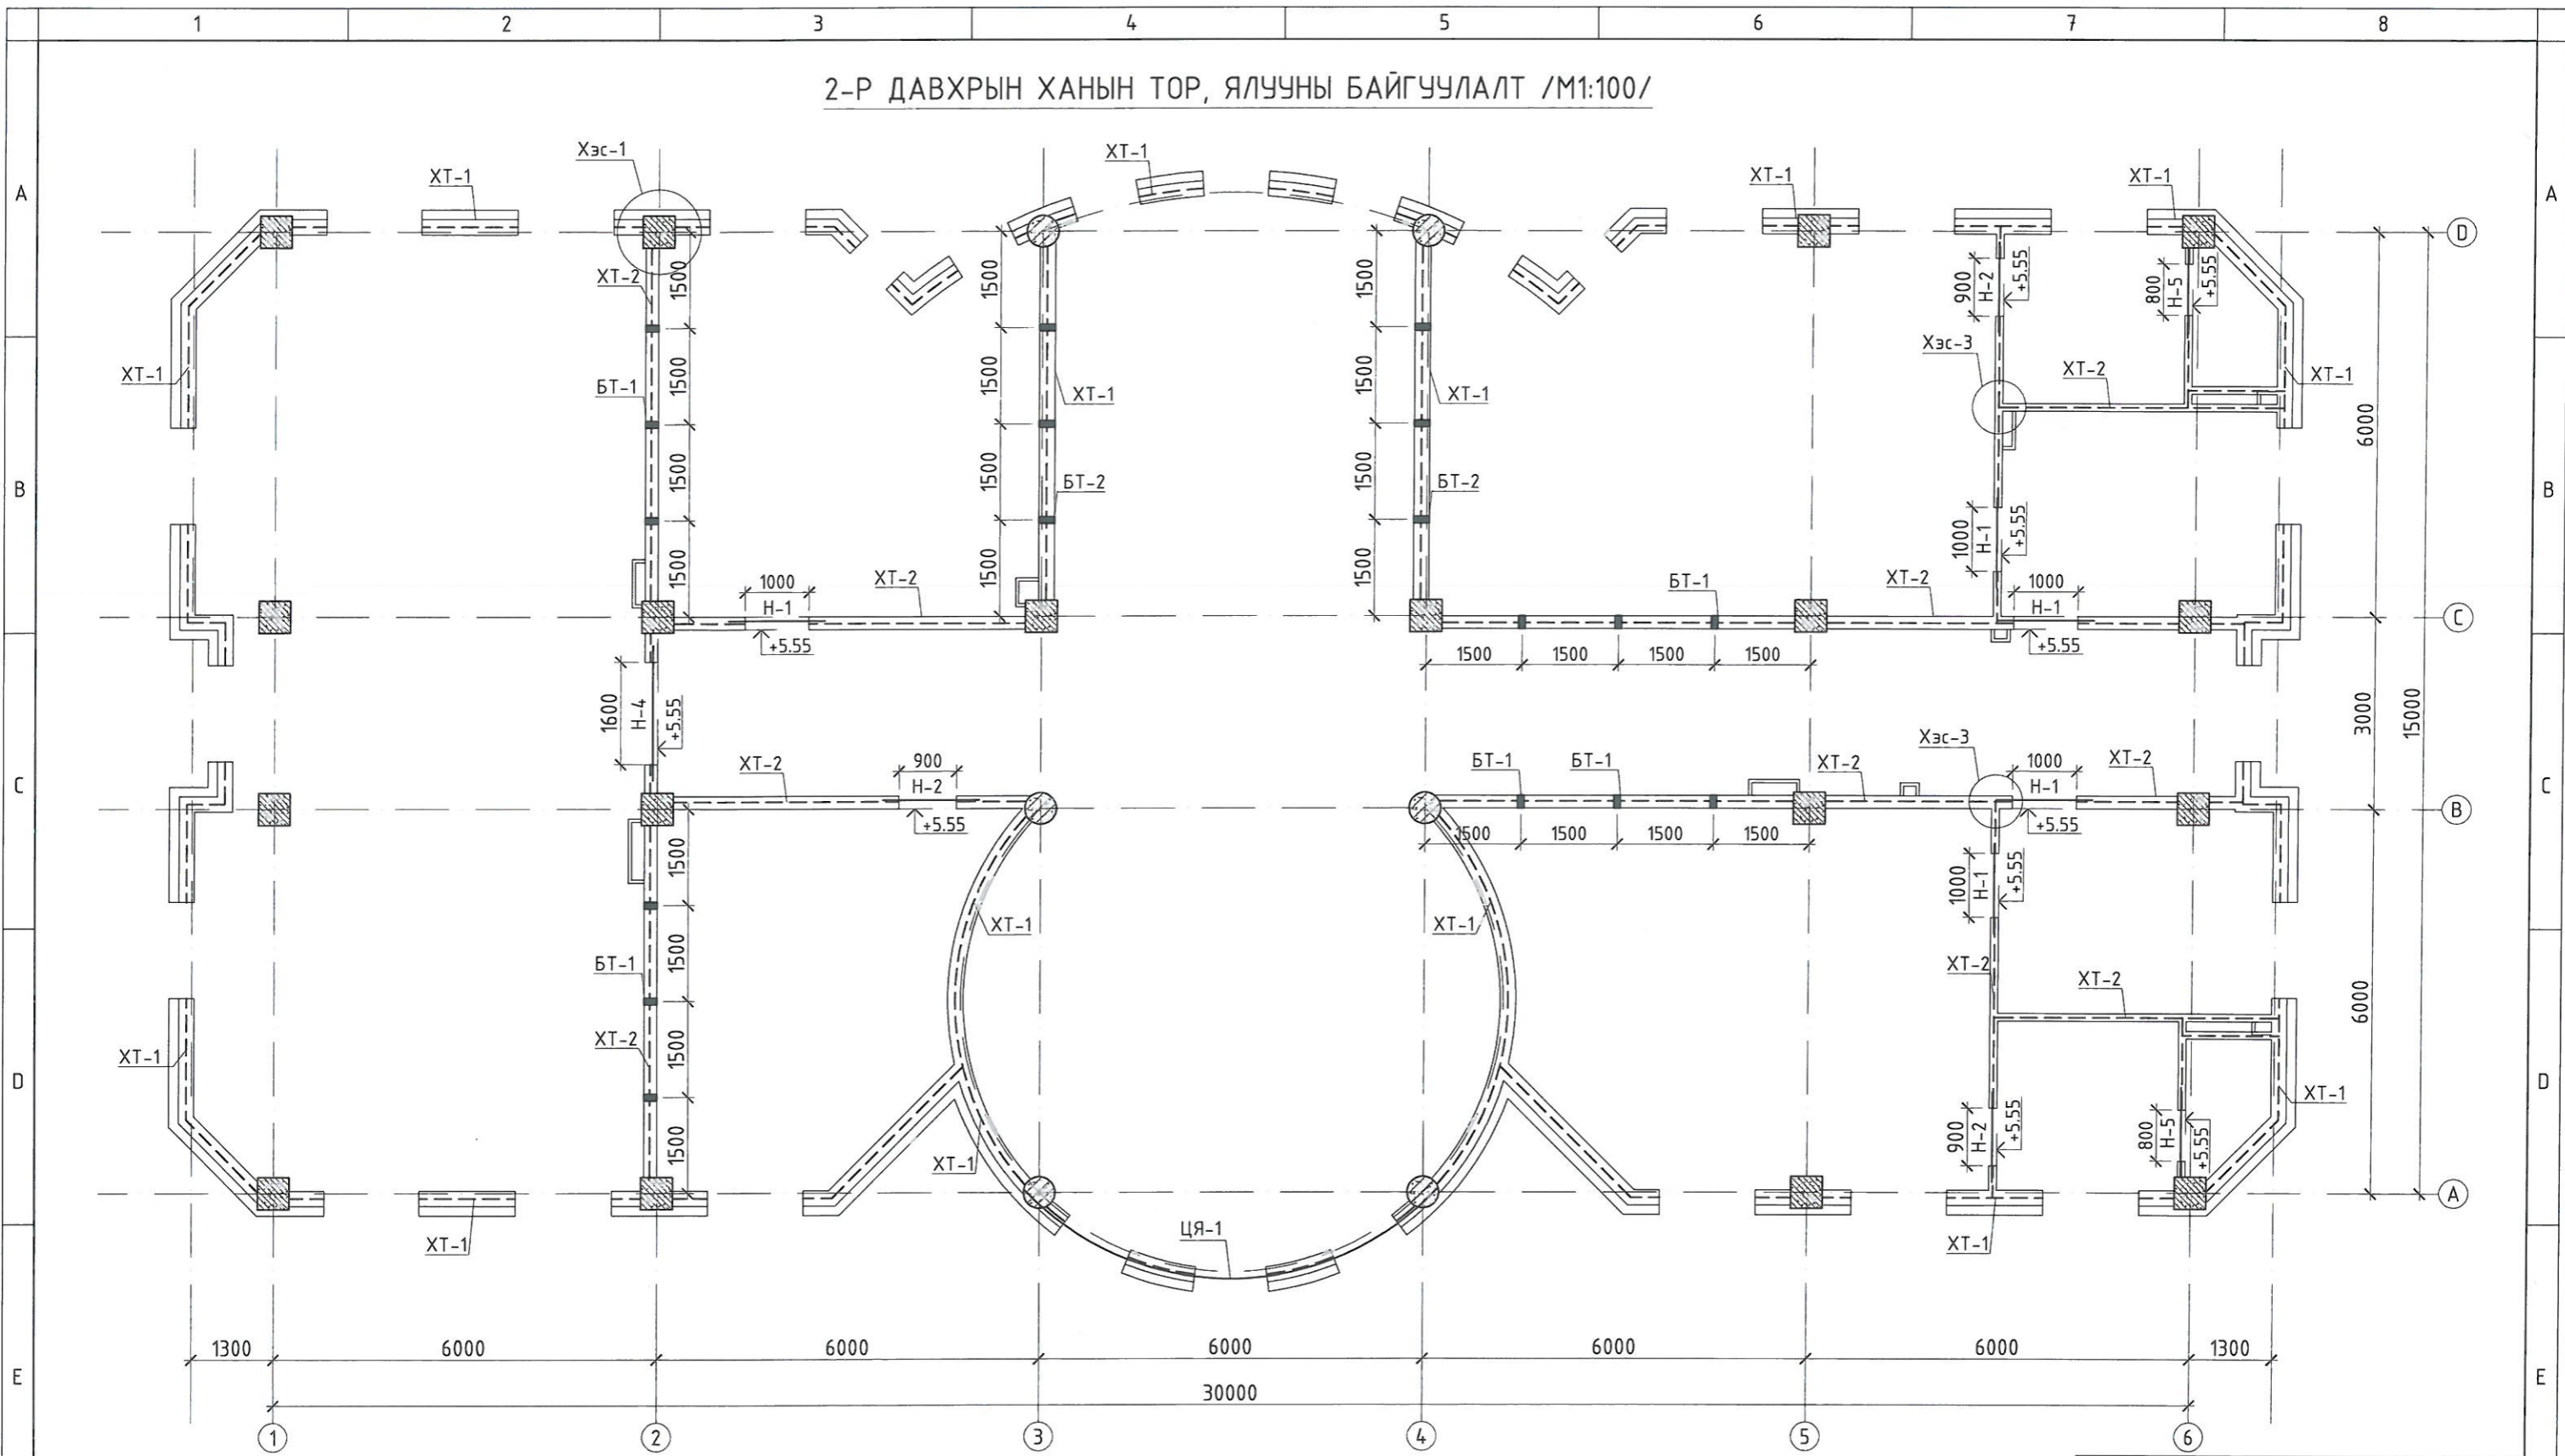 1 2 3 4 5 6 7 8
2-Р ДАВХРЫН ХАНЫН ТОР, ЯЛУУНЫ БАЙГУУЛАЛТ /М1:100/
Хэс-1
ХТ-1
ХТ-1
ХТ-1
ХТ-1
A
A
D
ХТ-2
1500
1500
1500
900
Н-2
+5.55
800
Н-5
+5.55
Хэс-3
ХТ-1
БТ-1
1500
1500
ХТ-1
1500
ХТ-1
ХТ-2
ХТ-1
6000
B
B
1500
1500
БТ-2
1500
БТ-2
1000
Н-1
+5.55
1500
1000
Н-1
+5.55
ХТ-2
1500
1500
БТ-1
ХТ-2
1000
Н-1
+5.55
C
1500 1500 1500 1500
1600
Н-4
+5.55
3000
15000
C
C
ХТ-2
900
Н-2
+5.55
БТ-1
БТ-1
ХТ-2
Хэс-3
1000
Н-1
+5.55
ХТ-2
B
1500 1500 1500 1500
1500
ХТ-1
ХТ-1
1000
Н-1
+5.55
БТ-1
1500
ХТ-2
ХТ-2
6000
ХТ-1
ХТ-2
1500
D
D
ХТ-1
1500
ХТ-1
900
Н-2
+5.55
800
Н-5
+5.55
A
ХТ-1
ЦЯ-1
ХТ-1
1300 6000 6000 6000 6000 6000 1300
E
E
30000
1 2 3 4 5 6